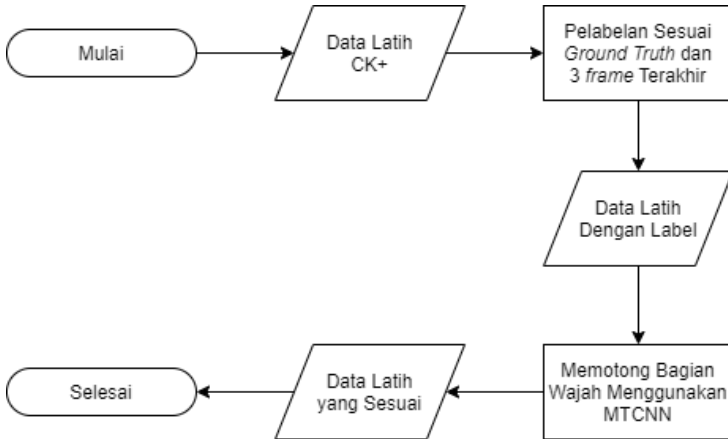 Mulai
Data Latih
CK+
Pelabelan Sesuai
Ground Truth dan
3 frame Terakhir
Data Latih
Dengan Label
Memotong Bagian
Wajah Menggunakan
MTCNN
Data Latih
yang Sesuai
Selesai